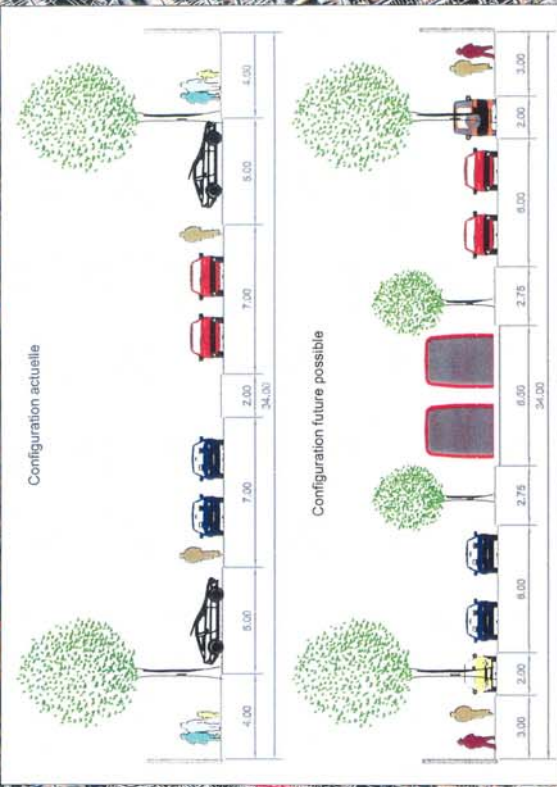 Configuration actuelle
4.00 5.00 7.00 2.00 7.00 5.00 4.00
34.00
Configuration future possible
3.00 2.00 6.00 2.75 6.50 2.75 6.00 2.00 3.00
34.00